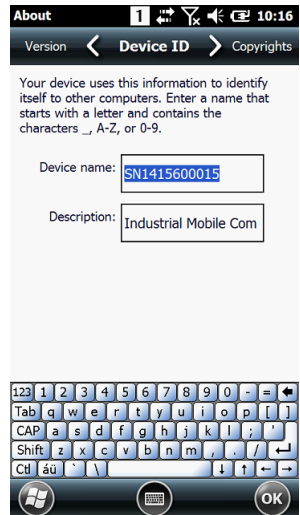 About 1 10:16
Version Device ID Copyrights
Your device uses this information to identify
itself to other computers. Enter a name that
starts with a letter and contains the
characters _, A-Z, or 0-9.
Device name: SN1415600015
Description: Industrial Mobile Com
123 1 2 3 4 5 6 7 8 9 0 - =
Tab q w e r t y u i o p [ ]
CAP a s d f g h j k l ; '
Shift z x c v b n m , . /
Ctl áü ` \
OK